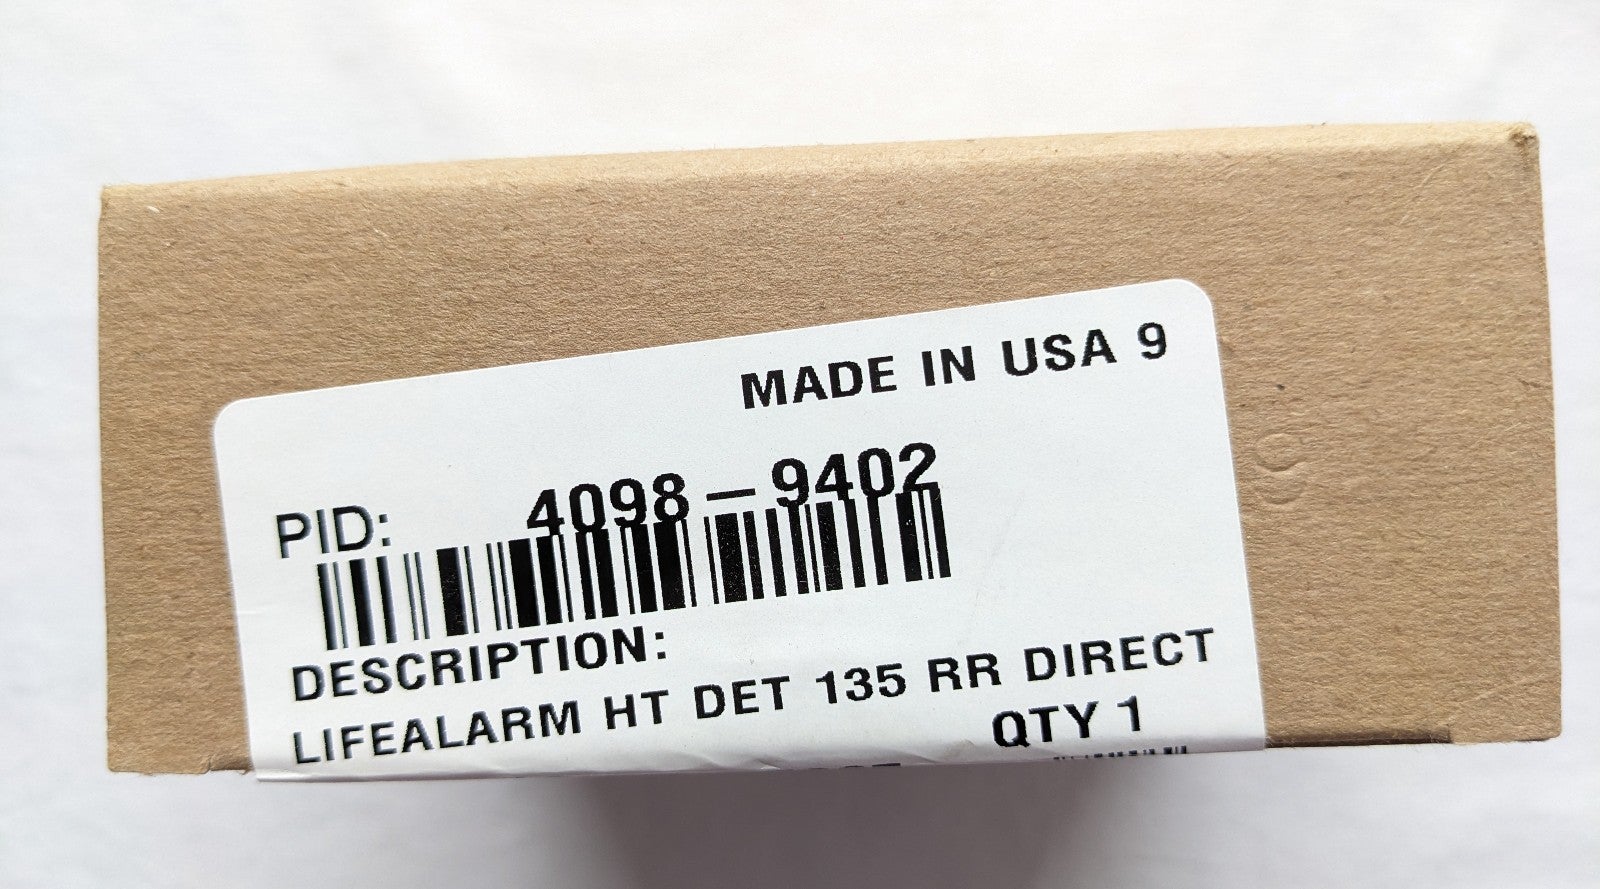 MADE IN USA 9
PID: 4098-9402
DESCRIPTION:
LIFEALARM HT DET 135 RR DIRECT
QTY 1